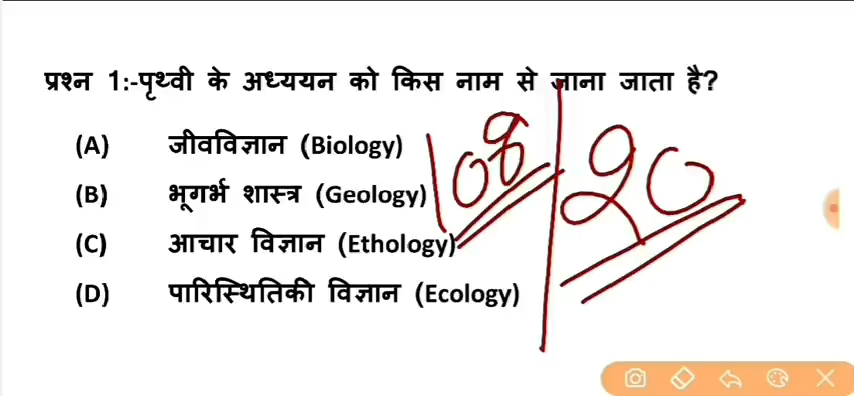 प्रश्न 1:-पृथ्वी के अध्ययन को किस नाम से जाना जाता है?
(A) जीवविज्ञान (Biology)
(B) भूगर्भ शास्त्र (Geology)
(C) आचार विज्ञान (Ethology)
(D) पारिस्थितिकी विज्ञान (Ecology)
108 20